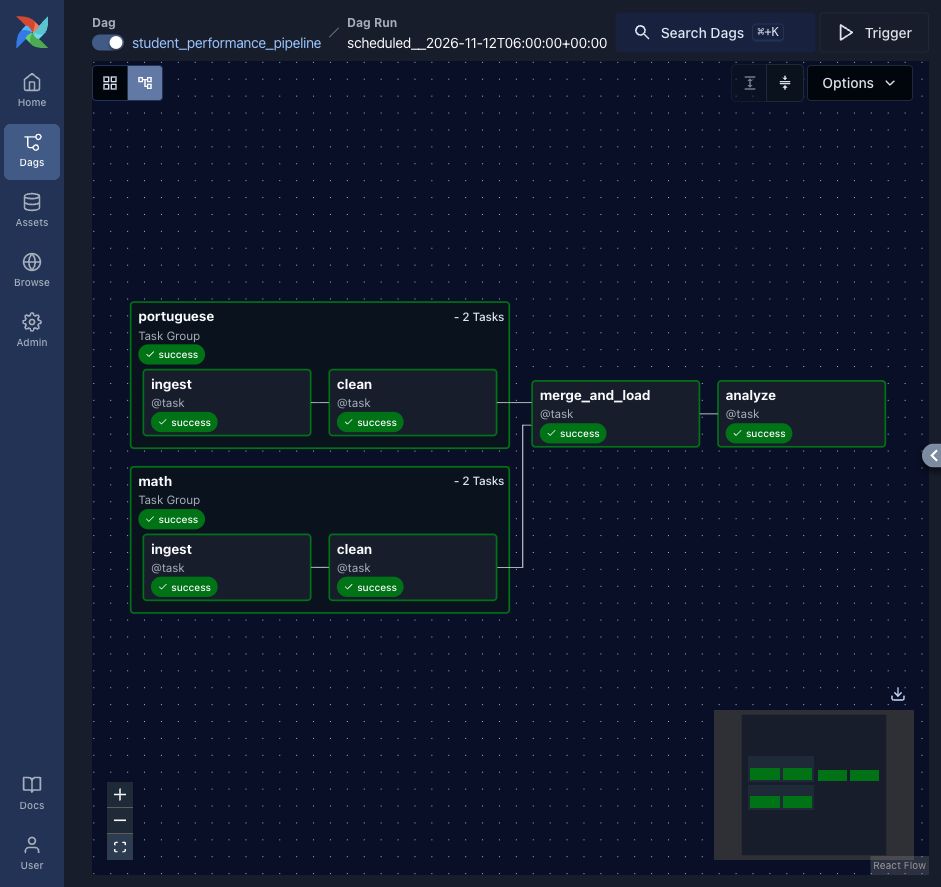 Dag
student_performance_pipeline
Dag Run
scheduled__2026-11-12T06:00:00+00:00
Search Dags
⌘+K
Trigger
Home
Dags
Assets
Browse
Admin
Docs
User
Options
portuguese
- 2 Tasks
Task Group
success
ingest
@task
success
clean
@task
success
merge_and_load
@task
success
analyze
@task
success
math
- 2 Tasks
Task Group
success
ingest
@task
success
clean
@task
success
React Flow